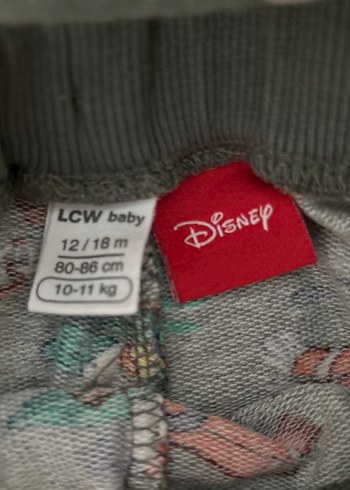 LCW baby
12/18 m
80-86 cm
10-11 kg
Disney